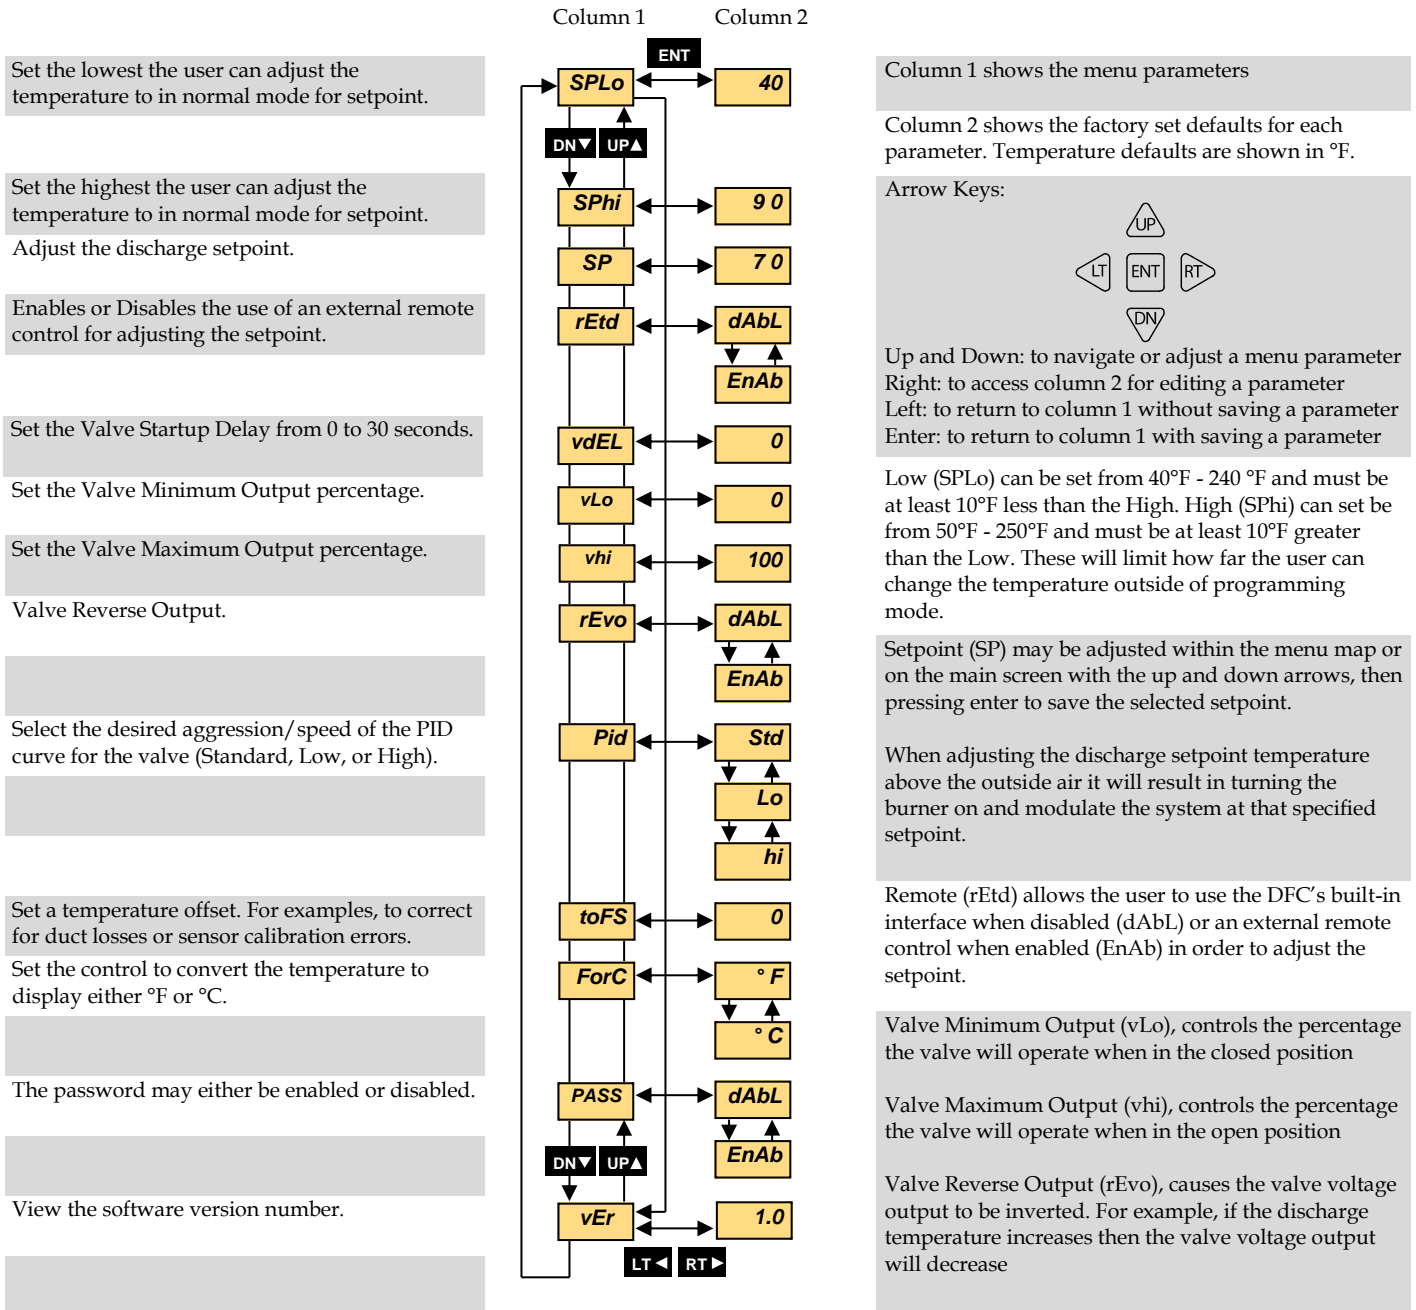 Column 1
Column 2
Set the lowest the user can adjust the
temperature to in normal mode for setpoint.
Set the highest the user can adjust the
temperature to in normal mode for setpoint.
Adjust the discharge setpoint.
Enables or Disables the use of an external remote
control for adjusting the setpoint.
Set the Valve Startup Delay from 0 to 30 seconds.
Set the Valve Minimum Output percentage.
Set the Valve Maximum Output percentage.
Valve Reverse Output.
Select the desired aggression/speed of the PID
curve for the valve (Standard, Low, or High).
Set a temperature offset. For examples, to correct
for duct losses or sensor calibration errors.
Set the control to convert the temperature to
display either °F or °C.
The password may either be enabled or disabled.
View the software version number.
ENT
SPLo
40
DN▼
UP▲
SPhi
9 0
SP
7 0
rEtd
dAbL
EnAb
vdEL
0
vLo
0
vhi
100
rEvo
dAbL
EnAb
Pid
Std
Lo
hi
toFS
0
ForC
° F
° C
PASS
dAbL
EnAb
DN▼
UP▲
vEr
1.0
LT◄
RT►
Column 1 shows the menu parameters
Column 2 shows the factory set defaults for each
parameter. Temperature defaults are shown in °F.
Arrow Keys:
UP
LT
ENT
RT
DN
Up and Down: to navigate or adjust a menu parameter
Right: to access column 2 for editing a parameter
Left: to return to column 1 without saving a parameter
Enter: to return to column 1 with saving a parameter
Low (SPLo) can be set from 40°F - 240 °F and must be
at least 10°F less than the High. High (SPhi) can set be
from 50°F - 250°F and must be at least 10°F greater
than the Low. These will limit how far the user can
change the temperature outside of programming
mode.
Setpoint (SP) may be adjusted within the menu map or
on the main screen with the up and down arrows, then
pressing enter to save the selected setpoint.
When adjusting the discharge setpoint temperature
above the outside air it will result in turning the
burner on and modulate the system at that specified
setpoint.
Remote (rEtd) allows the user to use the DFC's built-in
interface when disabled (dAbL) or an external remote
control when enabled (EnAb) in order to adjust the
setpoint.
Valve Minimum Output (vLo), controls the percentage
the valve will operate when in the closed position
Valve Maximum Output (vhi), controls the percentage
the valve will operate when in the open position
Valve Reverse Output (rEvo), causes the valve voltage
output to be inverted. For example, if the discharge
temperature increases then the valve voltage output
will decrease